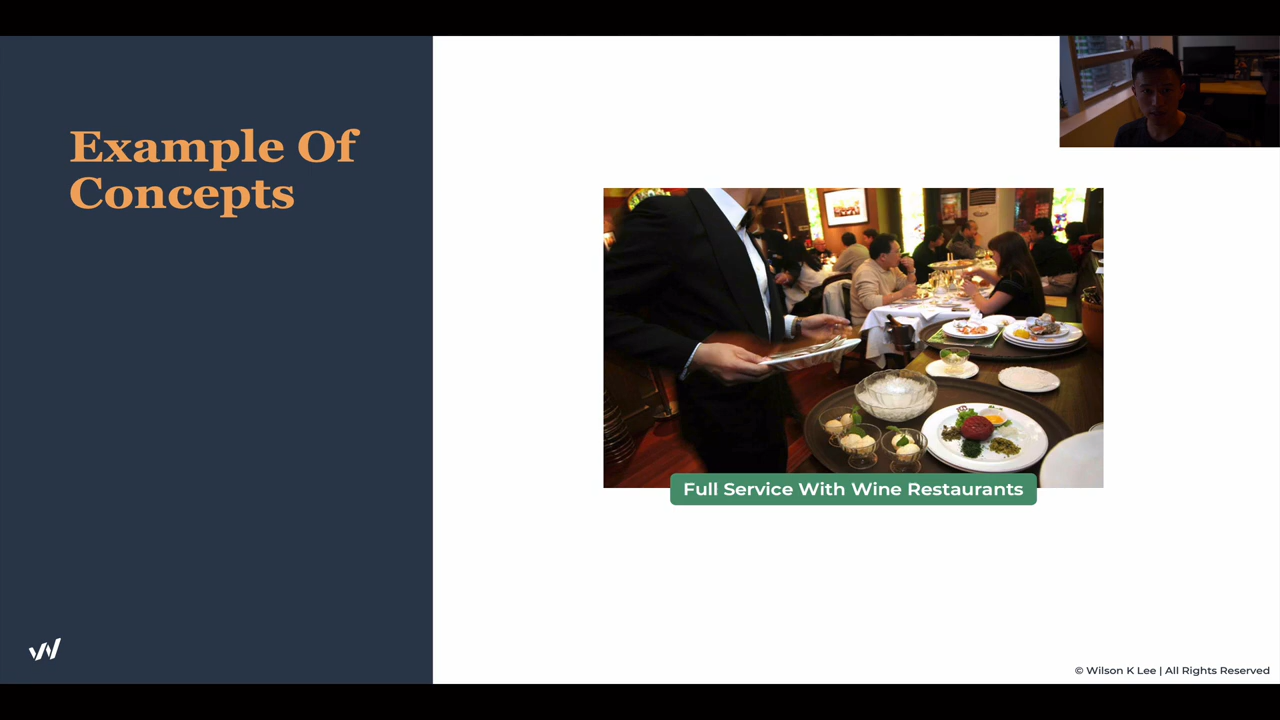 Example Of
Concepts
Full Service With Wine Restaurants
© Wilson K Lee | All Rights Reserved